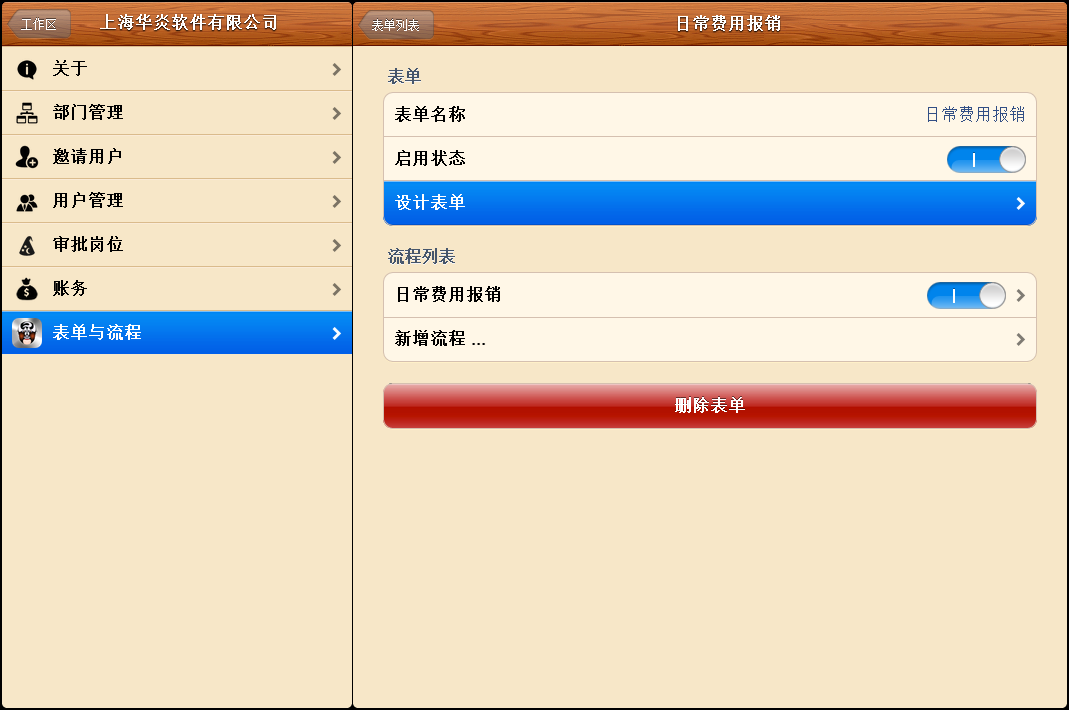 工作区
上海华炎软件有限公司
关于
部门管理
邀请用户
用户管理
审批岗位
账务
表单与流程
表单列表
日常费用报销
表单
表单名称 日常费用报销
启用状态
设计表单
流程列表
日常费用报销
新增流程 ...
删除表单